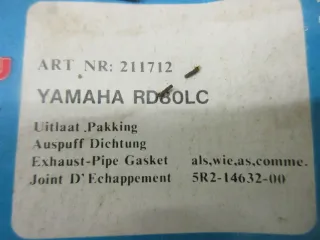 ART NR: 211712
YAMAHA RD80LC
Uitlaat Pakking
Auspuff Dichtung
Exhaust-Pipe Gasket als,wie,as,comme.
Joint D'Echappement 5R2-14632-00